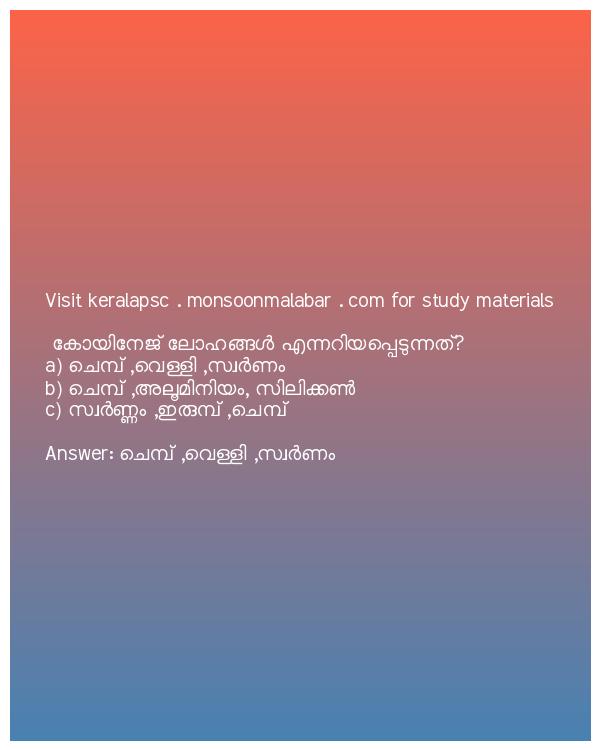 Visit keralapsc . monsoonmalabar . com for study materials
കോയിനേജ് ലോഹങ്ങൾ എന്നറിയപ്പെടുന്നത്?
a) ചെമ്പ് ,വെള്ളി ,സ്വർണം
b) ചെമ്പ് ,അലൂമിനിയം, സിലിക്കൺ
c) സ്വർണ്ണം ,ഇരുമ്പ് ,ചെമ്പ്
Answer: ചെമ്പ് ,വെള്ളി ,സ്വർണം